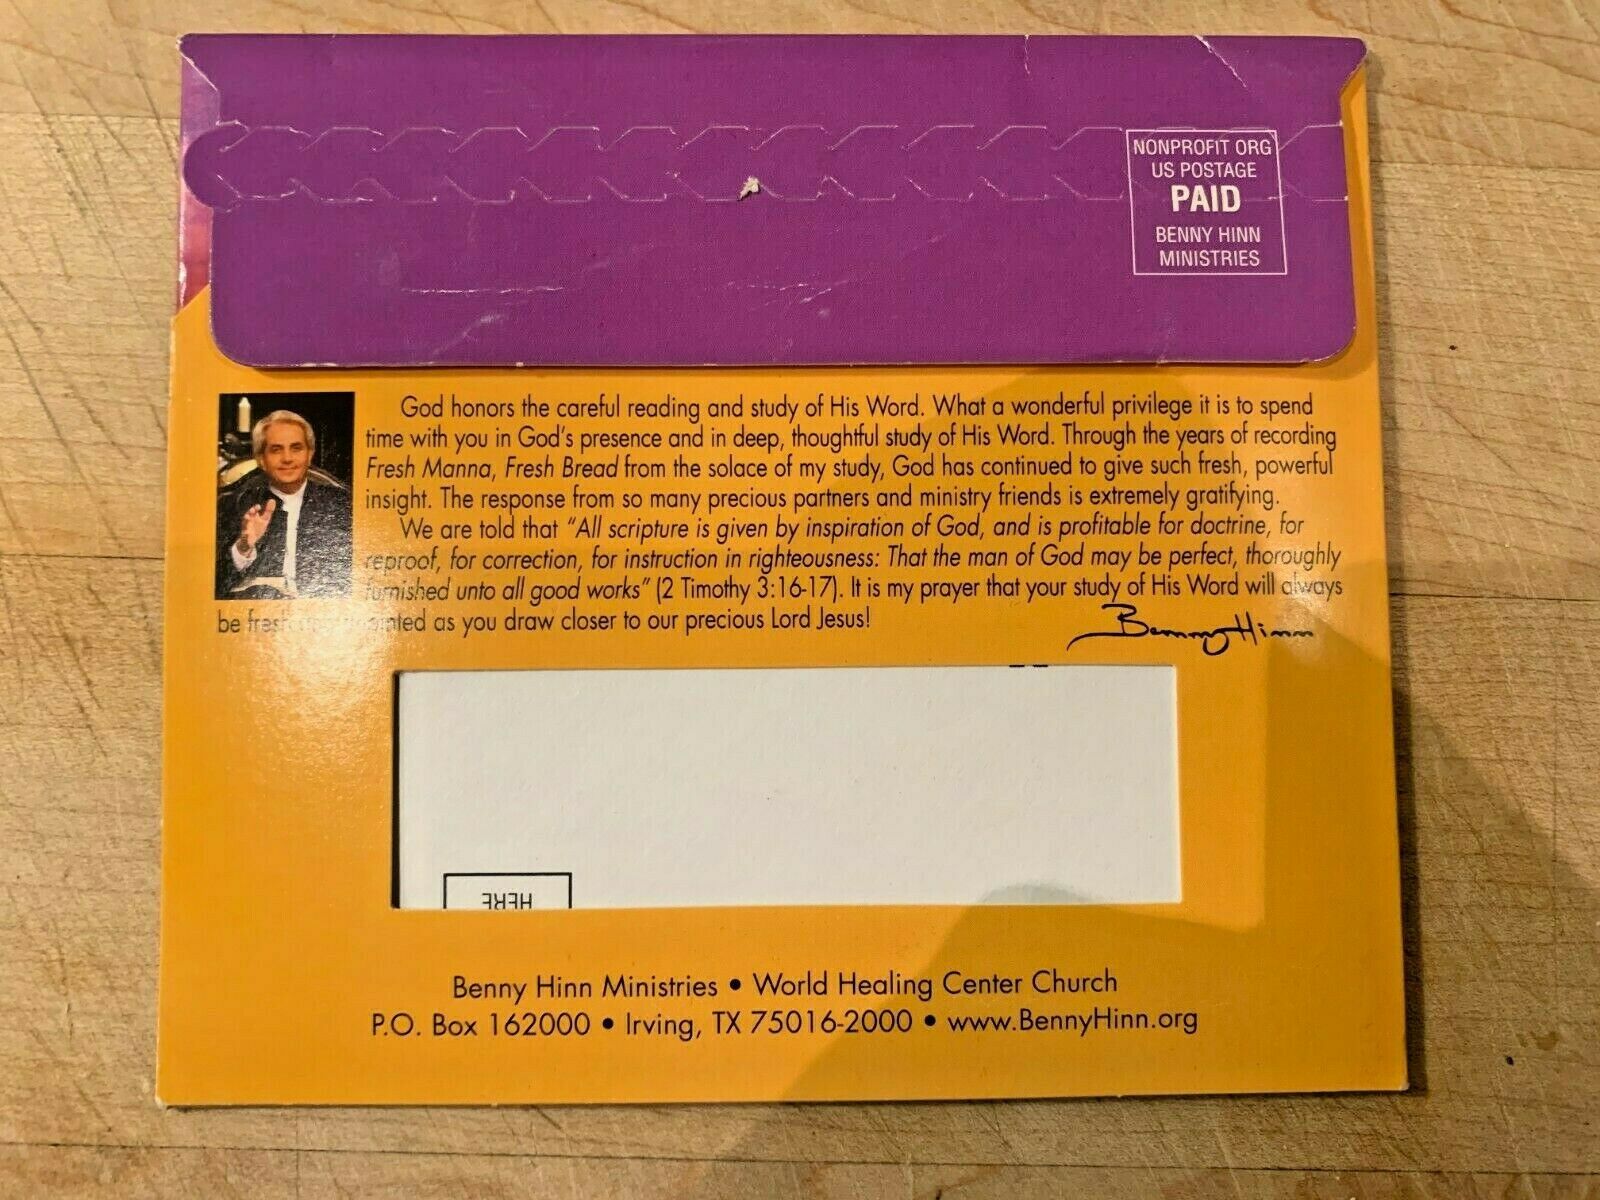 NONPROFIT ORG
US POSTAGE
PAID
BENNY HINN
MINISTRIES
God honors the careful reading and study of His Word. What a wonderful privilege it is to spend
time with you in God's presence and in deep, thoughtful study of His Word. Through the years of recording
Fresh Manna, Fresh Bread from the solace of my study, God has continued to give such fresh, powerful
insight. The response from so many precious partners and ministry friends is extremely gratifying.
We are told that "All scripture is given by inspiration of God, and is profitable for doctrine, for
reproof, for correction, for instruction in righteousness: That the man of God may be perfect, thoroughly
furnished unto all good works" (2 Timothy 3:16-17). It is my prayer that your study of His Word will always
be fresh and anointed as you draw closer to our precious Lord Jesus!
Benny Hinn
HERE
Benny Hinn Ministries • World Healing Center Church
P.O. Box 162000 • Irving, TX 75016-2000 • www.BennyHinn.org